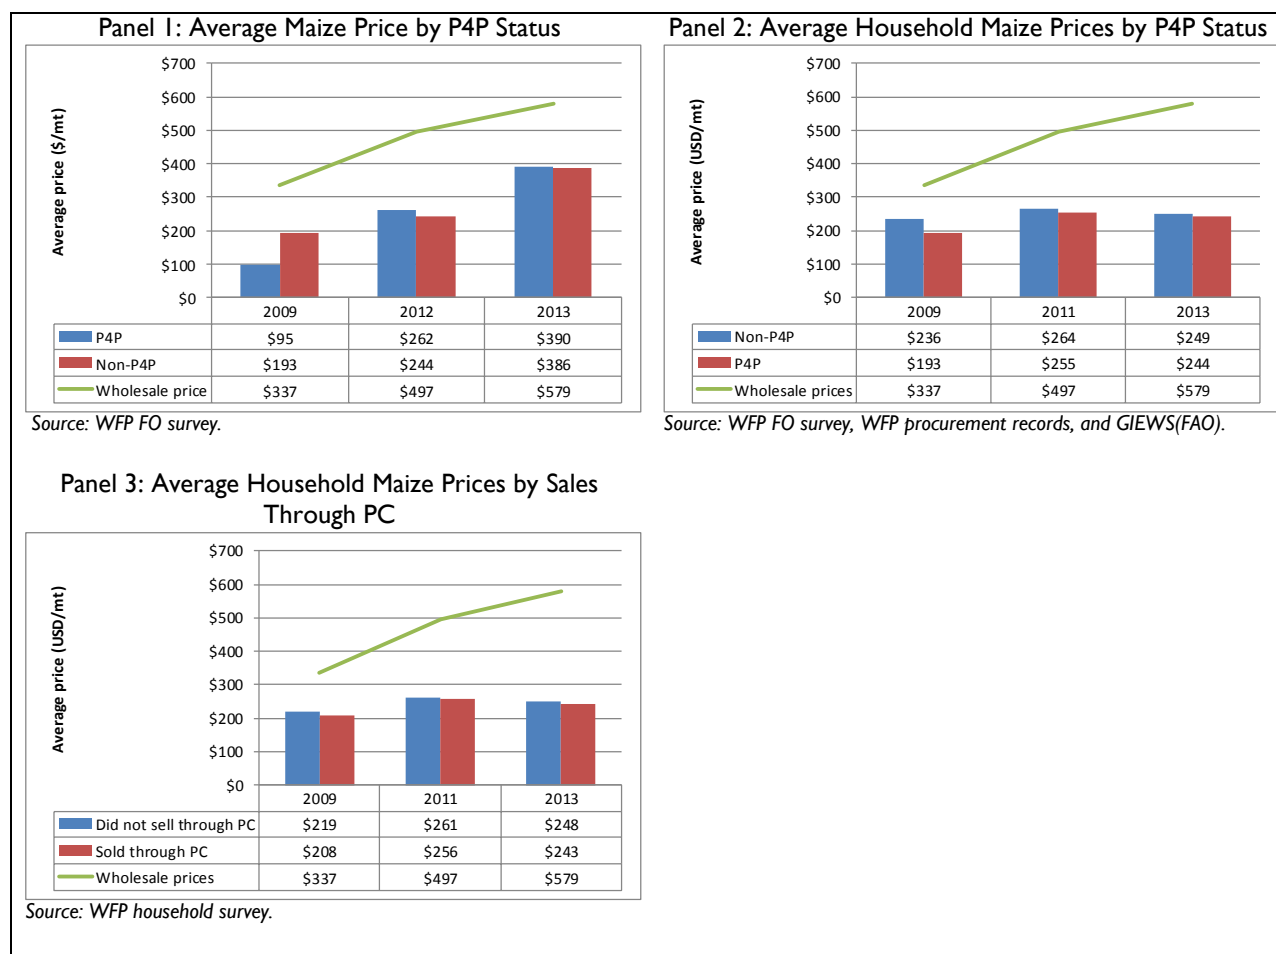 Panel 1: Average Maize Price by P4P Status
$700
$600
$500
$400
$300
$200
$100
$0
Average price ($/mt)
2009 2012 2013
P4P $95 $262 $390
Non-P4P $193 $244 $386
Wholesale price $337 $497 $579
Source: WFP FO survey.
Panel 2: Average Household Maize Prices by P4P Status
$700
$600
$500
$400
$300
$200
$100
$0
Average price (USD/mt)
2009 2011 2013
Non-P4P $236 $264 $249
P4P $193 $255 $244
Wholesale prices $337 $497 $579
Source: WFP FO survey, WFP procurement records, and GIEWS(FAO).
Panel 3: Average Household Maize Prices by Sales
Through PC
$700
$600
$500
$400
$300
$200
$100
$0
Average price (USD/mt)
2009 2011 2013
Did not sell through PC $219 $261 $248
Sold through PC $208 $256 $243
Wholesale prices $337 $497 $579
Source: WFP household survey.